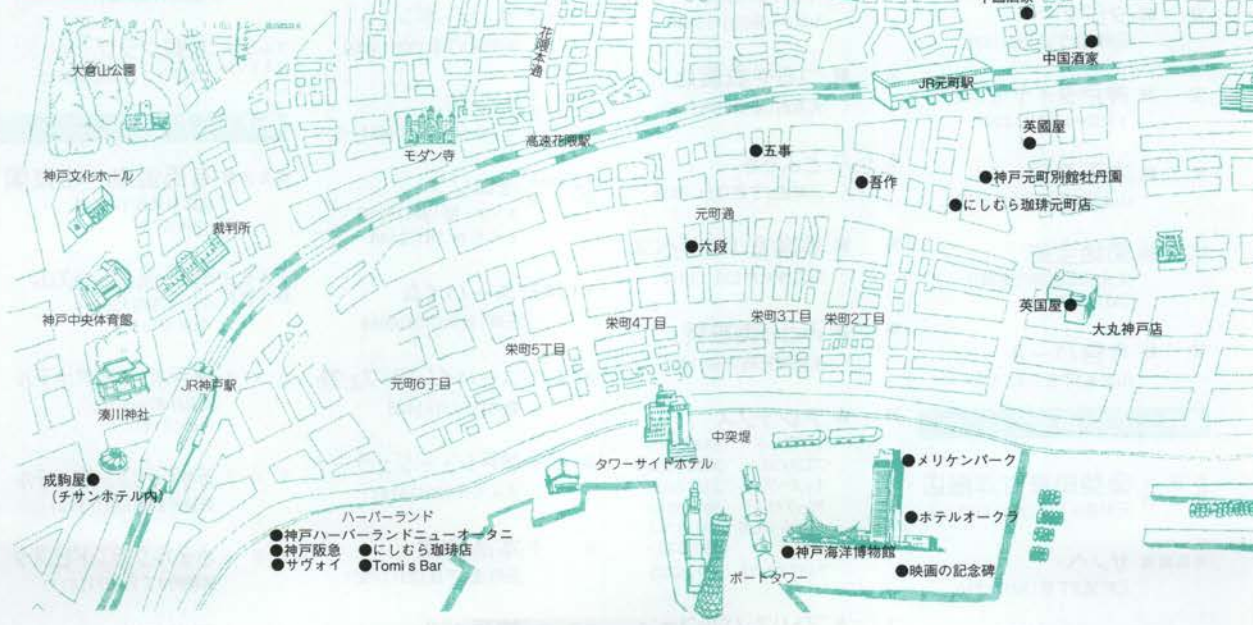 中国酒家
中国酒家
花隈本通
大倉山公園
JR元町駅
英國屋
高速花隈駅
モダン寺
●五事
神戸文化ホール
●吾作
●神戸元町別館牡丹園
●にしむら珈琲元町店
元町通
裁判所
●六段
神戸中央体育館
英国屋●
大丸神戸店
栄町4丁目
栄町3丁目
栄町2丁目
栄町5丁目
JR神戸駅
元町6丁目
湊川神社
中突堤
タワーサイドホテル
●メリケンパーク
成駒屋●
(チサンホテル内)
ハーバーランド
●神戸ハーバーランドニューオータニ
●神戸阪急 ●にしむら珈琲店
●サヴォイ ●Tomi s Bar
●ホテルオークラ
●神戸海洋博物館
●映画の記念碑
ポートタワー